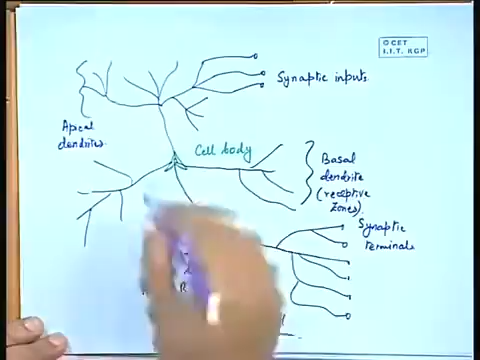 © CET
I.I.T. KGP
Synaptic inputs
Apical
dendrites
Cell body
Basal
dendrite
(receptive
zones)
Synaptic
terminals